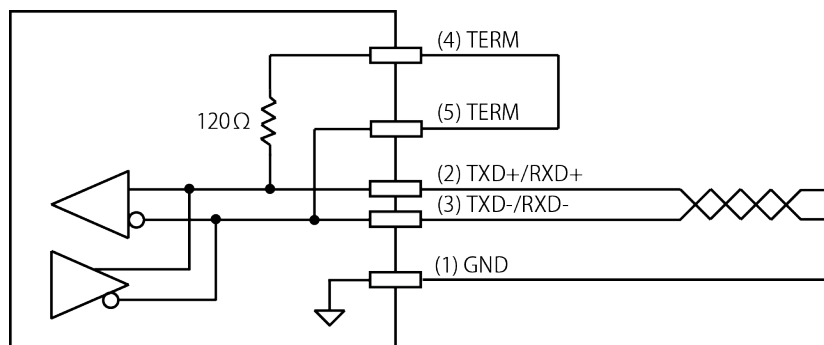 (4) TERM
120Ω
(5) TERM
(2) TXD+/RXD+
(3) TXD-/RXD-
(1) GND